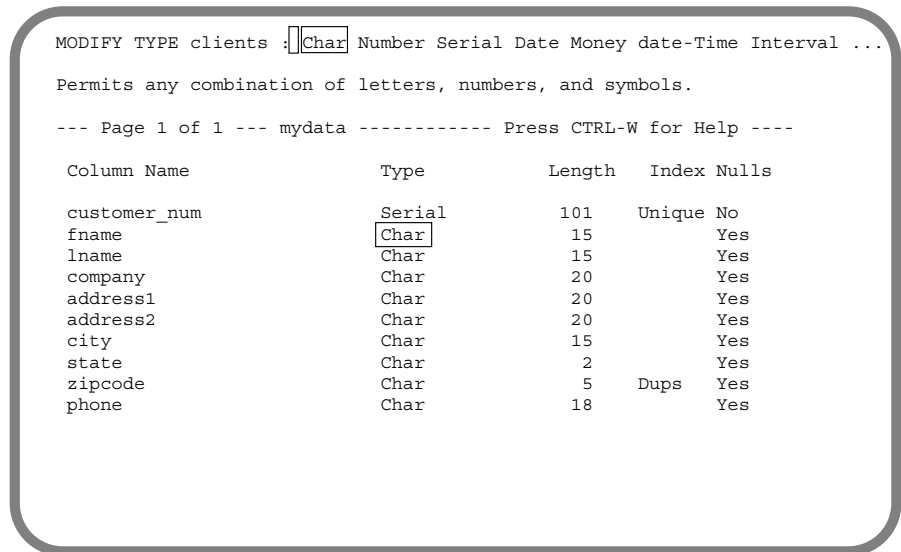 MODIFY TYPE clients : Char Number Serial Date Money date-Time Interval ...
Permits any combination of letters, numbers, and symbols.
--- Page 1 of 1 --- mydata ------------ Press CTRL-W for Help ----
Column Name Type Length Index Nulls
customer_num Serial 101 Unique No
fname Char 15 Yes
lname Char 15 Yes
company Char 20 Yes
address1 Char 20 Yes
address2 Char 20 Yes
city Char 15 Yes
state Char 2 Yes
zipcode Char 5 Dups Yes
phone Char 18 Yes